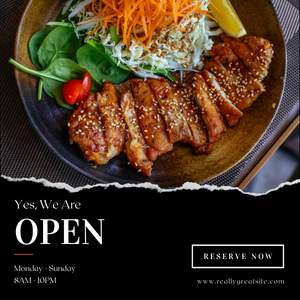 Yes, We Are
OPEN
Monday - Sunday
8AM - 10PM
RESERVE NOW
www.reallygreatsite.com